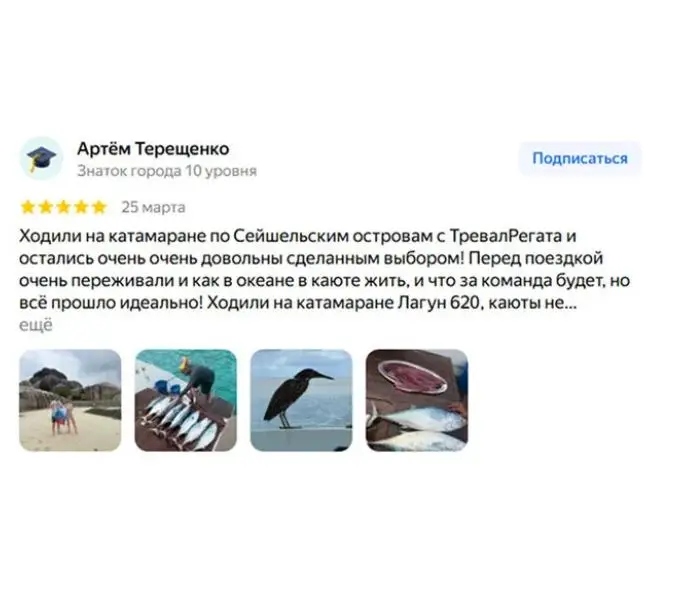 Артём Терещенко
Знаток города 10 уровня
Подписаться
25 марта
Ходили на катамаране по Сейшельским островам с ТревалРегата и
остались очень очень довольны сделанным выбором! Перед поездкой
очень переживали и как в океане в каюте жить, и что за команда будет, но
всё прошло идеально! Ходили на катамаране Лагун 620, каюты не...
ещё